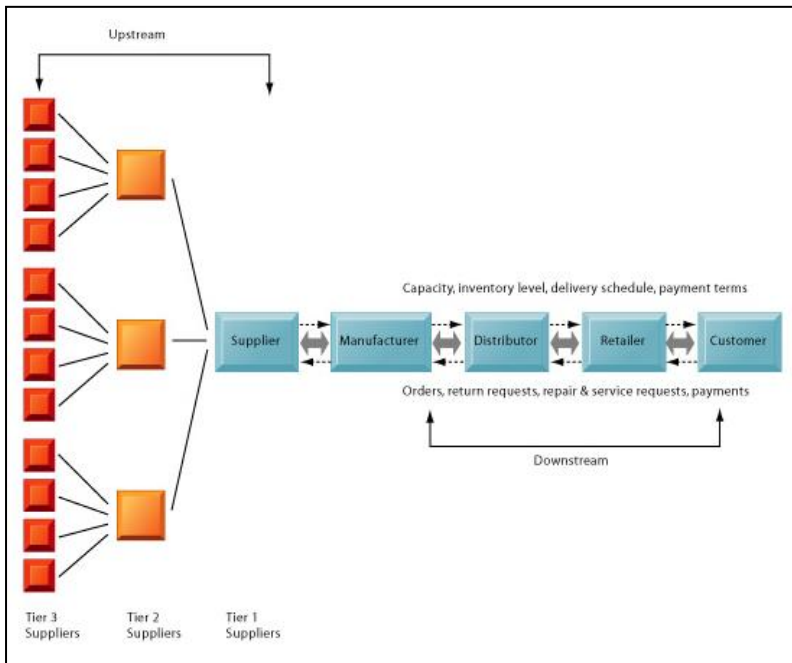 Upstream
Capacity, inventory level, delivery schedule, payment terms
Supplier
Manufacturer
Distributor
Retailer
Customer
Orders, return requests, repair & service requests, payments
Downstream
Tier 3
Suppliers
Tier 2
Suppliers
Tier 1
Suppliers